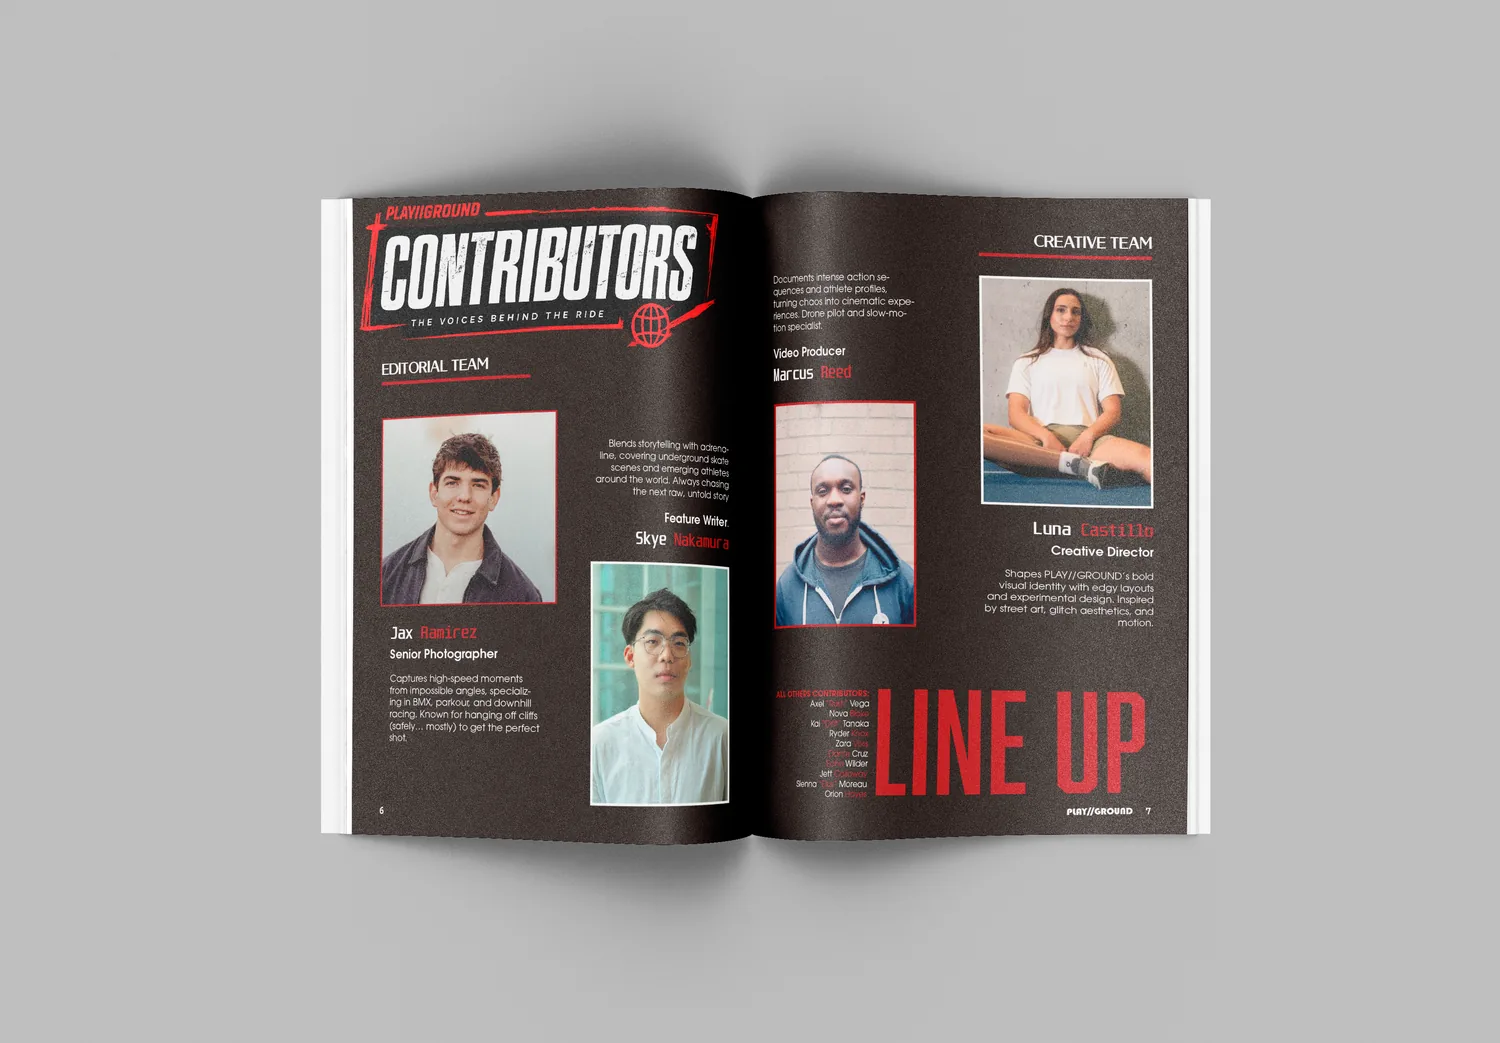 PLAY//GROUND
CONTRIBUTORS
THE VOICES BEHIND THE RIDE
EDITORIAL TEAM
Jax Ramirez
Senior Photographer
Captures high-speed moments
from impossible angles, specializ-
ing in BMX, parkour, and downhill
racing. Known for hanging off cliffs
(safely... mostly) to get the perfect
shot.
Blends storytelling with adrena-
line, covering underground skate
scenes and emerging athletes
around the world. Always chasing
the next raw, untold story
Feature Writer.
Skye Nakamura
6
Documents intense action se-
quences and athlete profiles,
turning chaos into cinematic expe-
riences. Drone pilot and slow-mo-
tion specialist.
Video Producer
Marcus Reed
CREATIVE TEAM
Luna Castillo
Creative Director
Shapes PLAY//GROUND's bold
visual identity with edgy layouts
and experimental design. Inspired
by street art, glitch aesthetics, and
motion.
ALL OTHERS CONTRIBUTORS:
Axel Vega
Nova
Kai Tanaka
Ryder Knox
Zara
Cruz
Wilder
Jett
Sienna Moreau
Orion Hayes
LINE UP
PLAY//GROUND 7